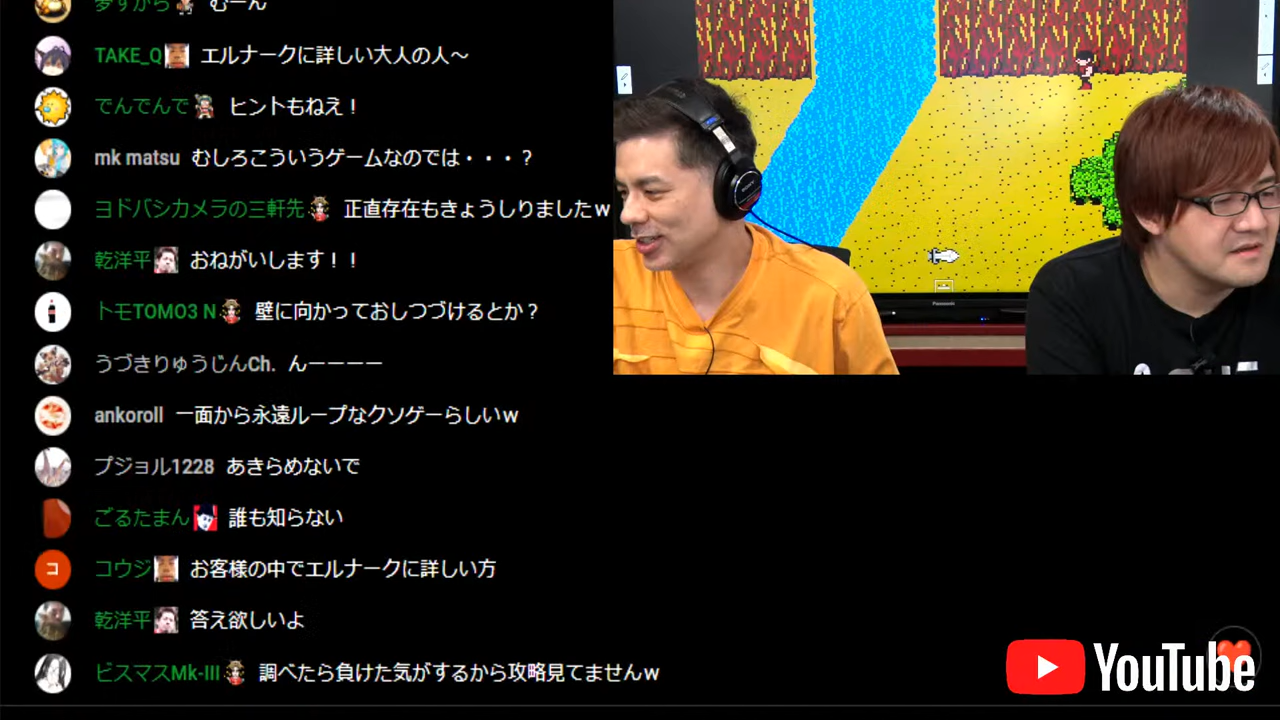 夢すがら むーん
TAKE_Q エルナークに詳しい大人の人～
でんでんで ヒントもねえ！
mk matsu むしろこういうゲームなのでは・・・？
ヨドバシカメラの三軒先 正直存在もきょうしりましたw
乾洋平 おねがいします！！
トモTOMO3 N 壁に向かっておしつづけるとか？
うづきりゅうじんCh. んーーーー
ankoroll 一面から永遠ループなクソゲーらしいw
プジョル1228 あきらめないで
ごるたまん 誰も知らない
コ
コウジ お客様の中でエルナークに詳しい方
乾洋平 答え欲しいよ
ビスマスMk-III 調べたら負けた気がするから攻略見てませんw
SONY
Panasonic
YouTube